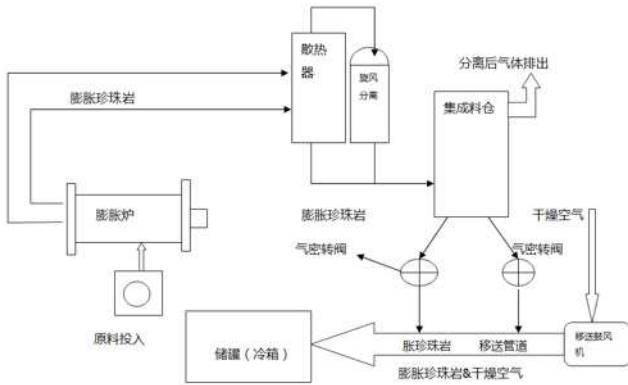 散热
器
旋风
分离
分离后气体排出
膨胀珍珠岩
集成料仓
膨胀炉
膨胀珍珠岩
干燥空气
气密转阀
气密转阀
原料投入
储罐（冷箱）
胀珍珠岩
移送管道
移送鼓风
机
膨胀珍珠岩&干燥空气